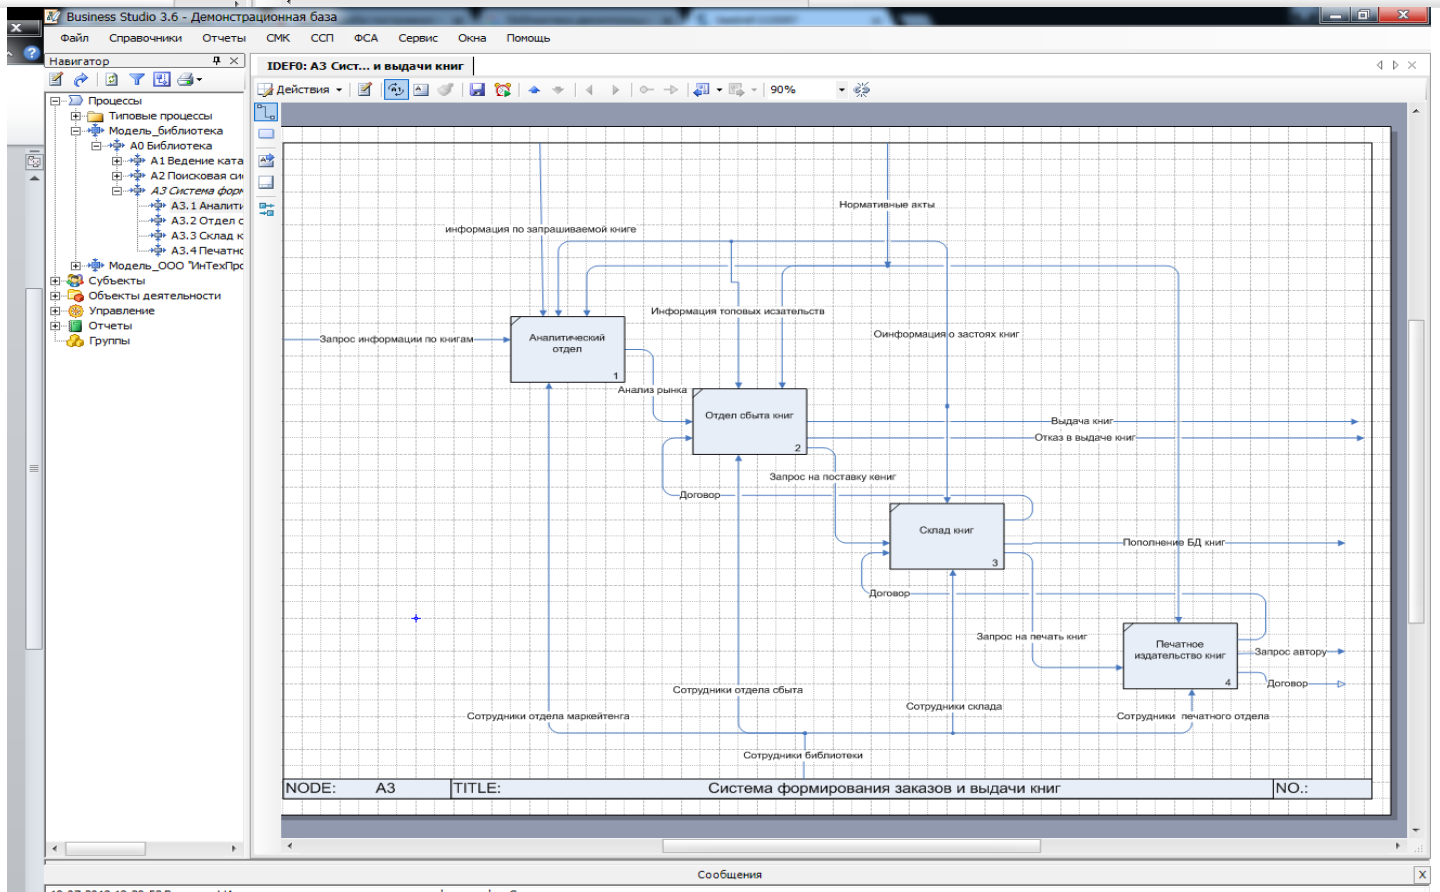 Business Studio 3.6 - Демонстрационная база
Файл Справочники Отчеты СМК ССП ФСА Сервис Окна Помощь
Навигатор
IDEF0: А3 Сист... и выдачи книг
Действия
90%
Процессы
Типовые процессы
Модель_библиотека
А0 Библиотека
А1 Ведение ката
А2 Поисковая си
А3 Система форм
А3.1 Аналити
А3.2 Отдел с
А3.3 Склад к
А3.4 Печатно
Модель_ООО "ИнТехПро
Субъекты
Объекты деятельности
Управление
Отчеты
Группы
Нормативные акты
информация по запрашиваемой книге
Информация топовых исзательств
Оинформация о застоях книг
Запрос информации по книгам
Аналитический
отдел
1
Анализ рынка
Отдел сбыта книг
2
Выдача книг
Отказ в выдаче книг
Запрос на поставку кениг
Договор
Склад книг
3
Пополнение БД книг
Договор
Запрос на печать книг
Печатное
издательство книг
4
Запрос автору
Договор
Сотрудники отдела сбыта
Сотрудники склада
Сотрудники отдела маркейтенга
Сотрудники печатного отдела
Сотрудники библиотеки
NODE: А3 TITLE: Система формирования заказов и выдачи книг NO.:
Сообщения